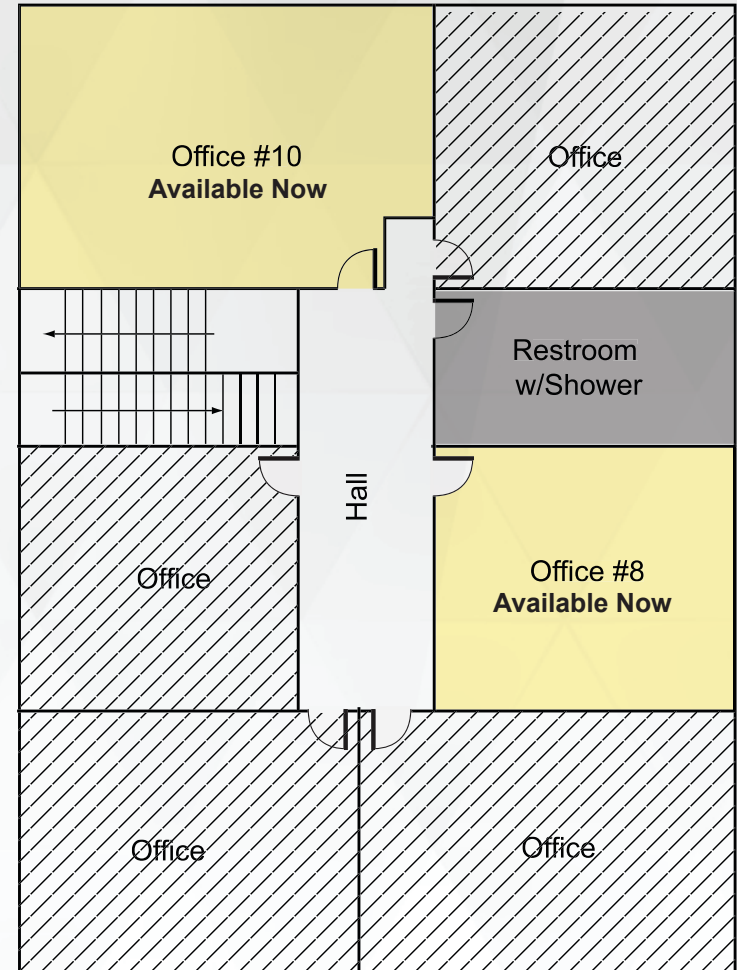 Office #10
Available Now
Office
Restroom
w/Shower
Hall
Office
Office #8
Available Now
Office
Office